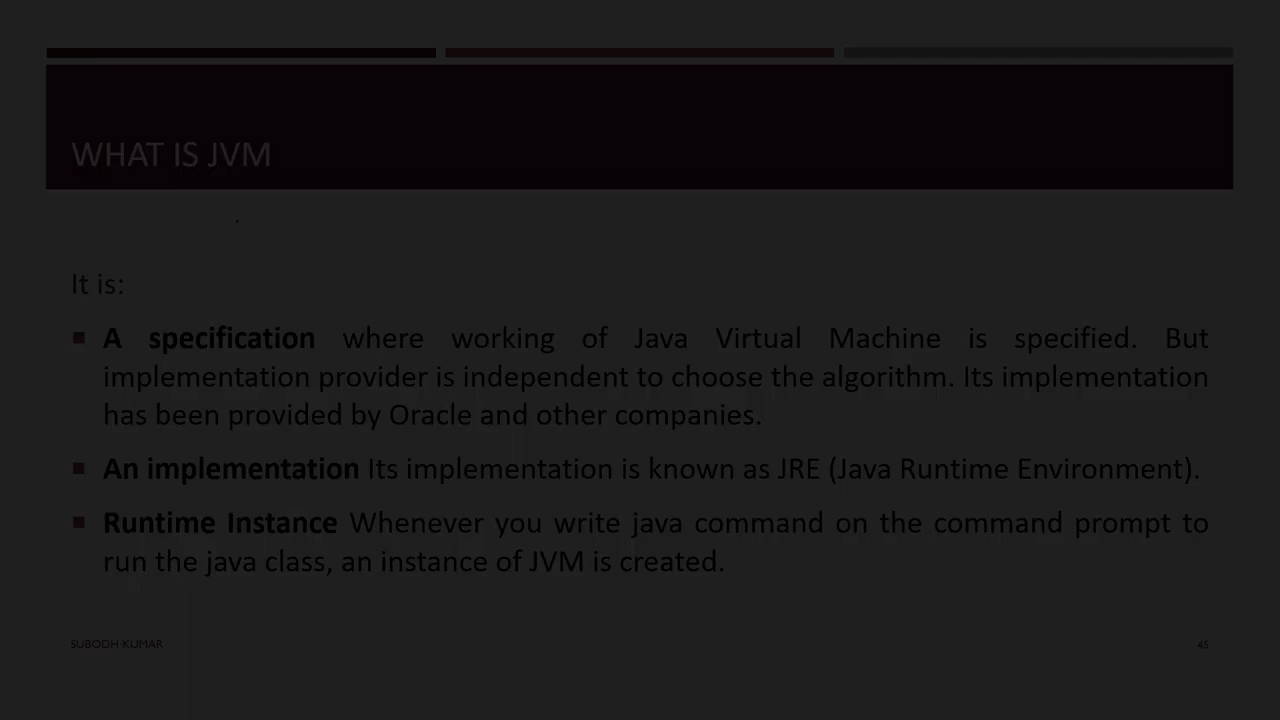 WHAT IS JVM
It is:
A specification where working of Java Virtual Machine is specified. But
implementation provider is independent to choose the algorithm. Its implementation
has been provided by Oracle and other companies.
An implementation Its implementation is known as JRE (Java Runtime Environment).
Runtime Instance Whenever you write java command on the command prompt to
run the java class, an instance of JVM is created.
SUBODH KUMAR
45